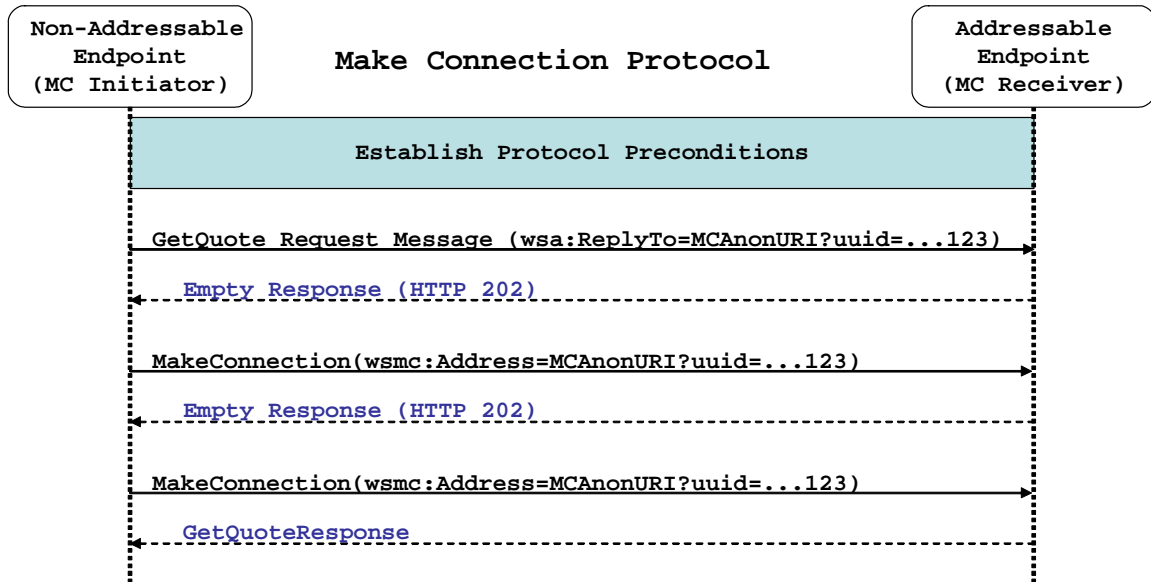 Non-Addressable
Endpoint
(MC Initiator)
Make Connection Protocol
Addressable
Endpoint
(MC Receiver)
Establish Protocol Preconditions
GetQuote Request Message (wsa:ReplyTo=MCAnonURI?uuid=...123)
Empty Response (HTTP 202)
MakeConnection(wsmc:Address=MCAnonURI?uuid=...123)
Empty Response (HTTP 202)
MakeConnection(wsmc:Address=MCAnonURI?uuid=...123)
GetQuoteResponse